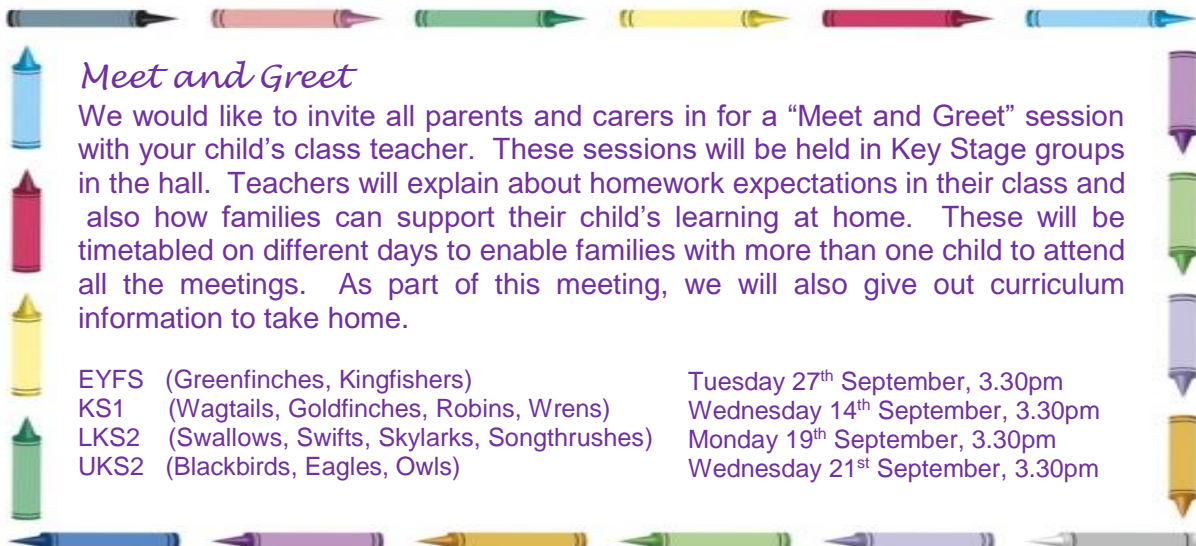 Meet and Greet
We would like to invite all parents and carers in for a “Meet and Greet” session
with your child’s class teacher.  These sessions will be held in Key Stage groups
in the hall.  Teachers will explain about homework expectations in their class and
also how families can support their child’s learning at home.  These will be
timetabled on different days to enable families with more than one child to attend
all the meetings.  As part of this meeting, we will also give out curriculum
information to take home.
EYFS (Greenfinches, Kingfishers) Tuesday 27th September, 3.30pm
KS1 (Wagtails, Goldfinches, Robins, Wrens) Wednesday 14th September, 3.30pm
LKS2 (Swallows, Swifts, Skylarks, Songthrushes) Monday 19th September, 3.30pm
UKS2 (Blackbirds, Eagles, Owls) Wednesday 21st September, 3.30pm